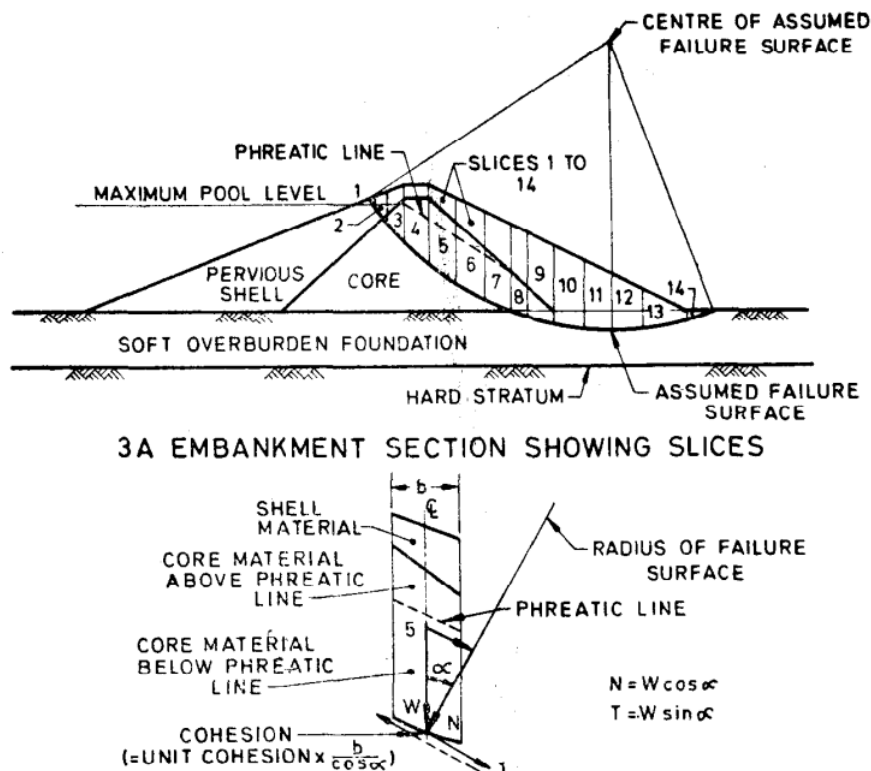 CENTRE OF ASSUMED
FAILURE SURFACE
PHREATIC LINE
SLICES 1 TO
14
MAXIMUM POOL LEVEL
1
2
3
4
5
6
7
8
9
10
11
12
13
14
PERVIOUS
SHELL
CORE
SOFT OVERBURDEN FOUNDATION
HARD STRATUM
ASSUMED FAILURE
SURFACE
3A EMBANKMENT SECTION SHOWING SLICES
b
℄
SHELL
MATERIAL
RADIUS OF FAILURE
SURFACE
CORE MATERIAL
ABOVE PHREATIC
LINE
PHREATIC LINE
5
CORE MATERIAL
BELOW PHREATIC
LINE
∝
W
N
N = W cos ∝
T = W sin ∝
COHESION
(=UNIT COHESION × b/cos∝)